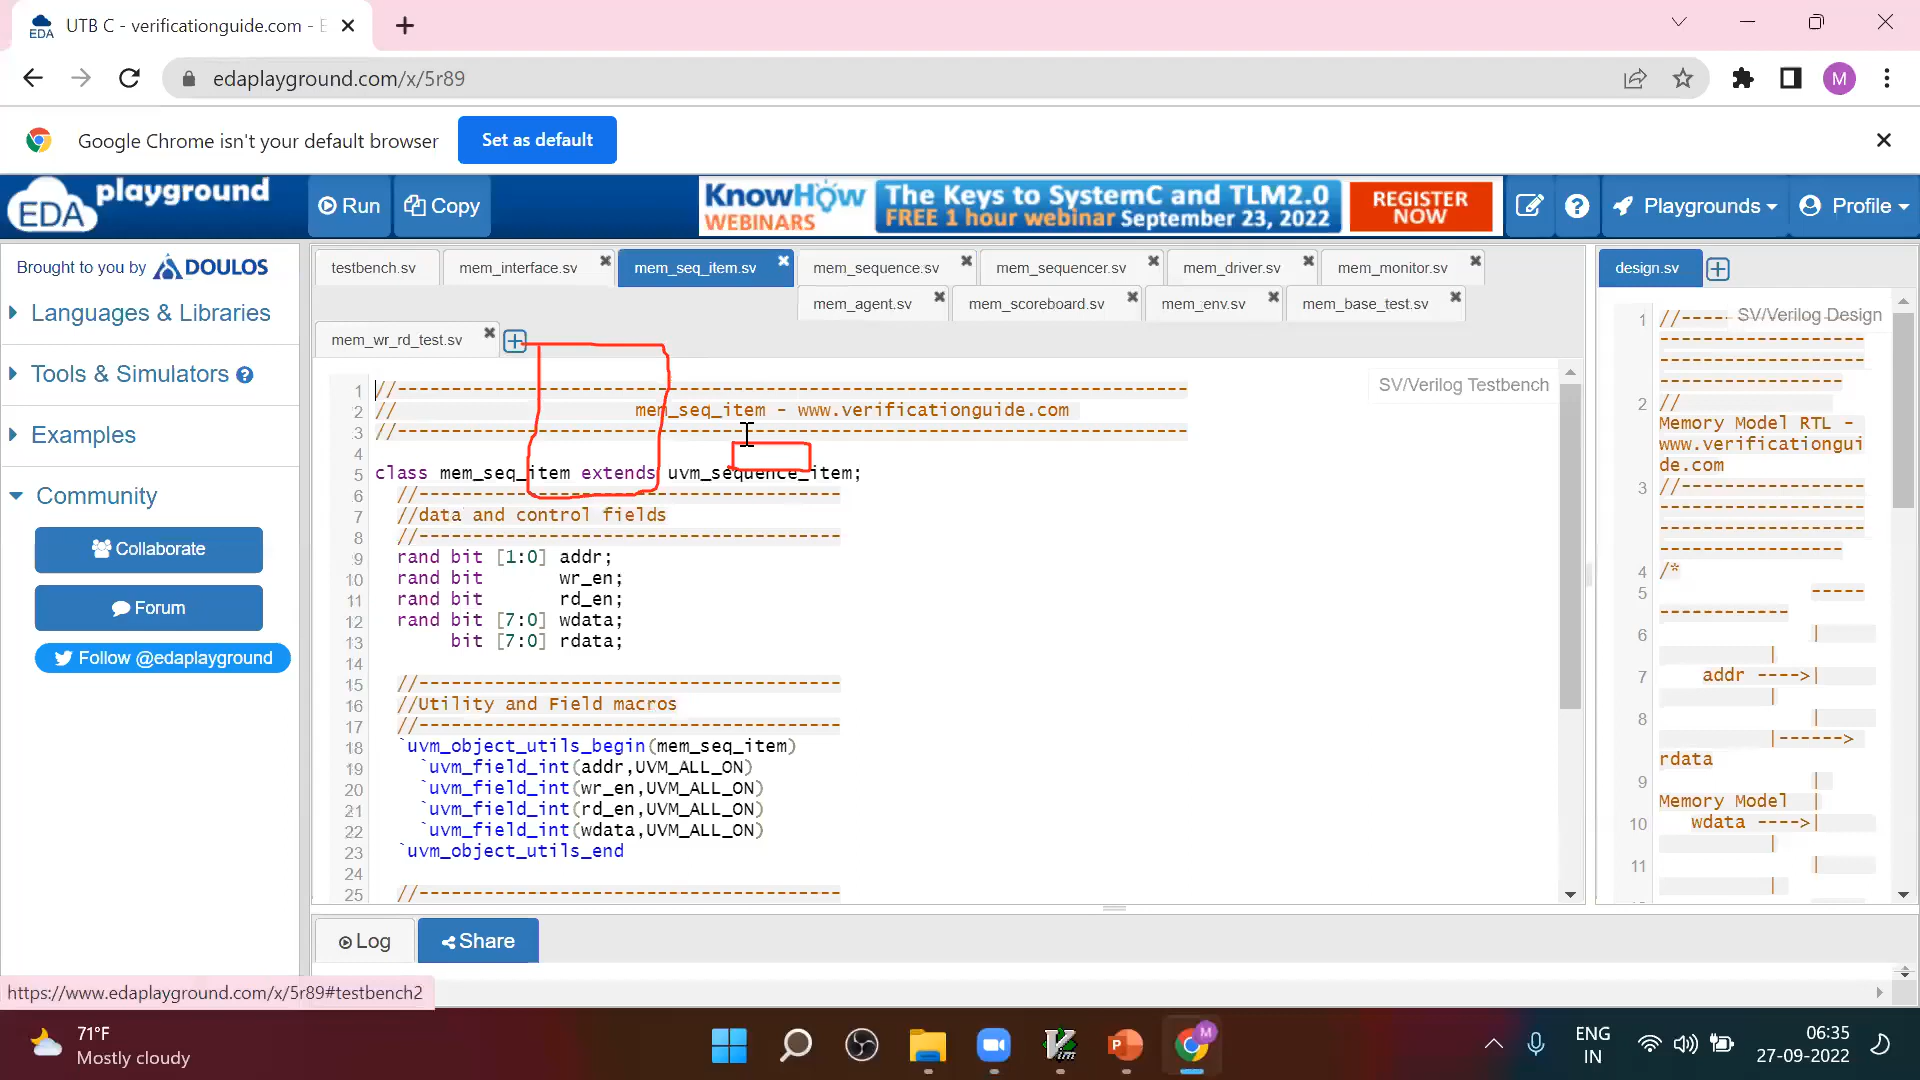 UTB C - verificationguide.com - E
edaplayground.com/x/5r89
M
Google Chrome isn't your default browser
Set as default
EDA playground
Run
Copy
KnowHow WEBINARS
The Keys to SystemC and TLM2.0
FREE 1 hour webinar September 23, 2022
REGISTER NOW
Playgrounds
Profile
Brought to you by DOULOS
Languages & Libraries
Tools & Simulators
Examples
Community
Collaborate
Forum
Follow @edaplayground
testbench.sv
mem_interface.sv
mem_seq_item.sv
mem_sequence.sv
mem_sequencer.sv
mem_driver.sv
mem_monitor.sv
mem_agent.sv
mem_scoreboard.sv
mem_env.sv
mem_base_test.sv
mem_wr_rd_test.sv
SV/Verilog Testbench
1 //-------------------------------------------------------------------------
2 // mem_seq_item - www.verificationguide.com
3 //-------------------------------------------------------------------------
4
5 class mem_seq_item extends uvm_sequence_item;
6 //---------------------------------------
7 //data and control fields
8 //---------------------------------------
9 rand bit [1:0] addr;
10 rand bit wr_en;
11 rand bit rd_en;
12 rand bit [7:0] wdata;
13 bit [7:0] rdata;
14
15 //---------------------------------------
16 //Utility and Field macros
17 //---------------------------------------
18 `uvm_object_utils_begin(mem_seq_item)
19 `uvm_field_int(addr,UVM_ALL_ON)
20 `uvm_field_int(wr_en,UVM_ALL_ON)
21 `uvm_field_int(rd_en,UVM_ALL_ON)
22 `uvm_field_int(wdata,UVM_ALL_ON)
23 `uvm_object_utils_end
24
25 //---------------------------------------
design.sv
SV/Verilog Design
1 //----
-------------------
-------------------
-----------------
2 //
Memory Model RTL -
www.verificationgui
de.com
3 //-----------------
-------------------
-------------------
-----------------
4 /*
5 -----
------------
6 |
|
7 addr ---->|
|
8 |
|------>
rdata
9 |
Memory Model |
10 wdata ---->|
|
11 |
|
Log
Share
https://www.edaplayground.com/x/5r89#testbench2
71°F
Mostly cloudy
M
ENG
IN
06:35
27-09-2022